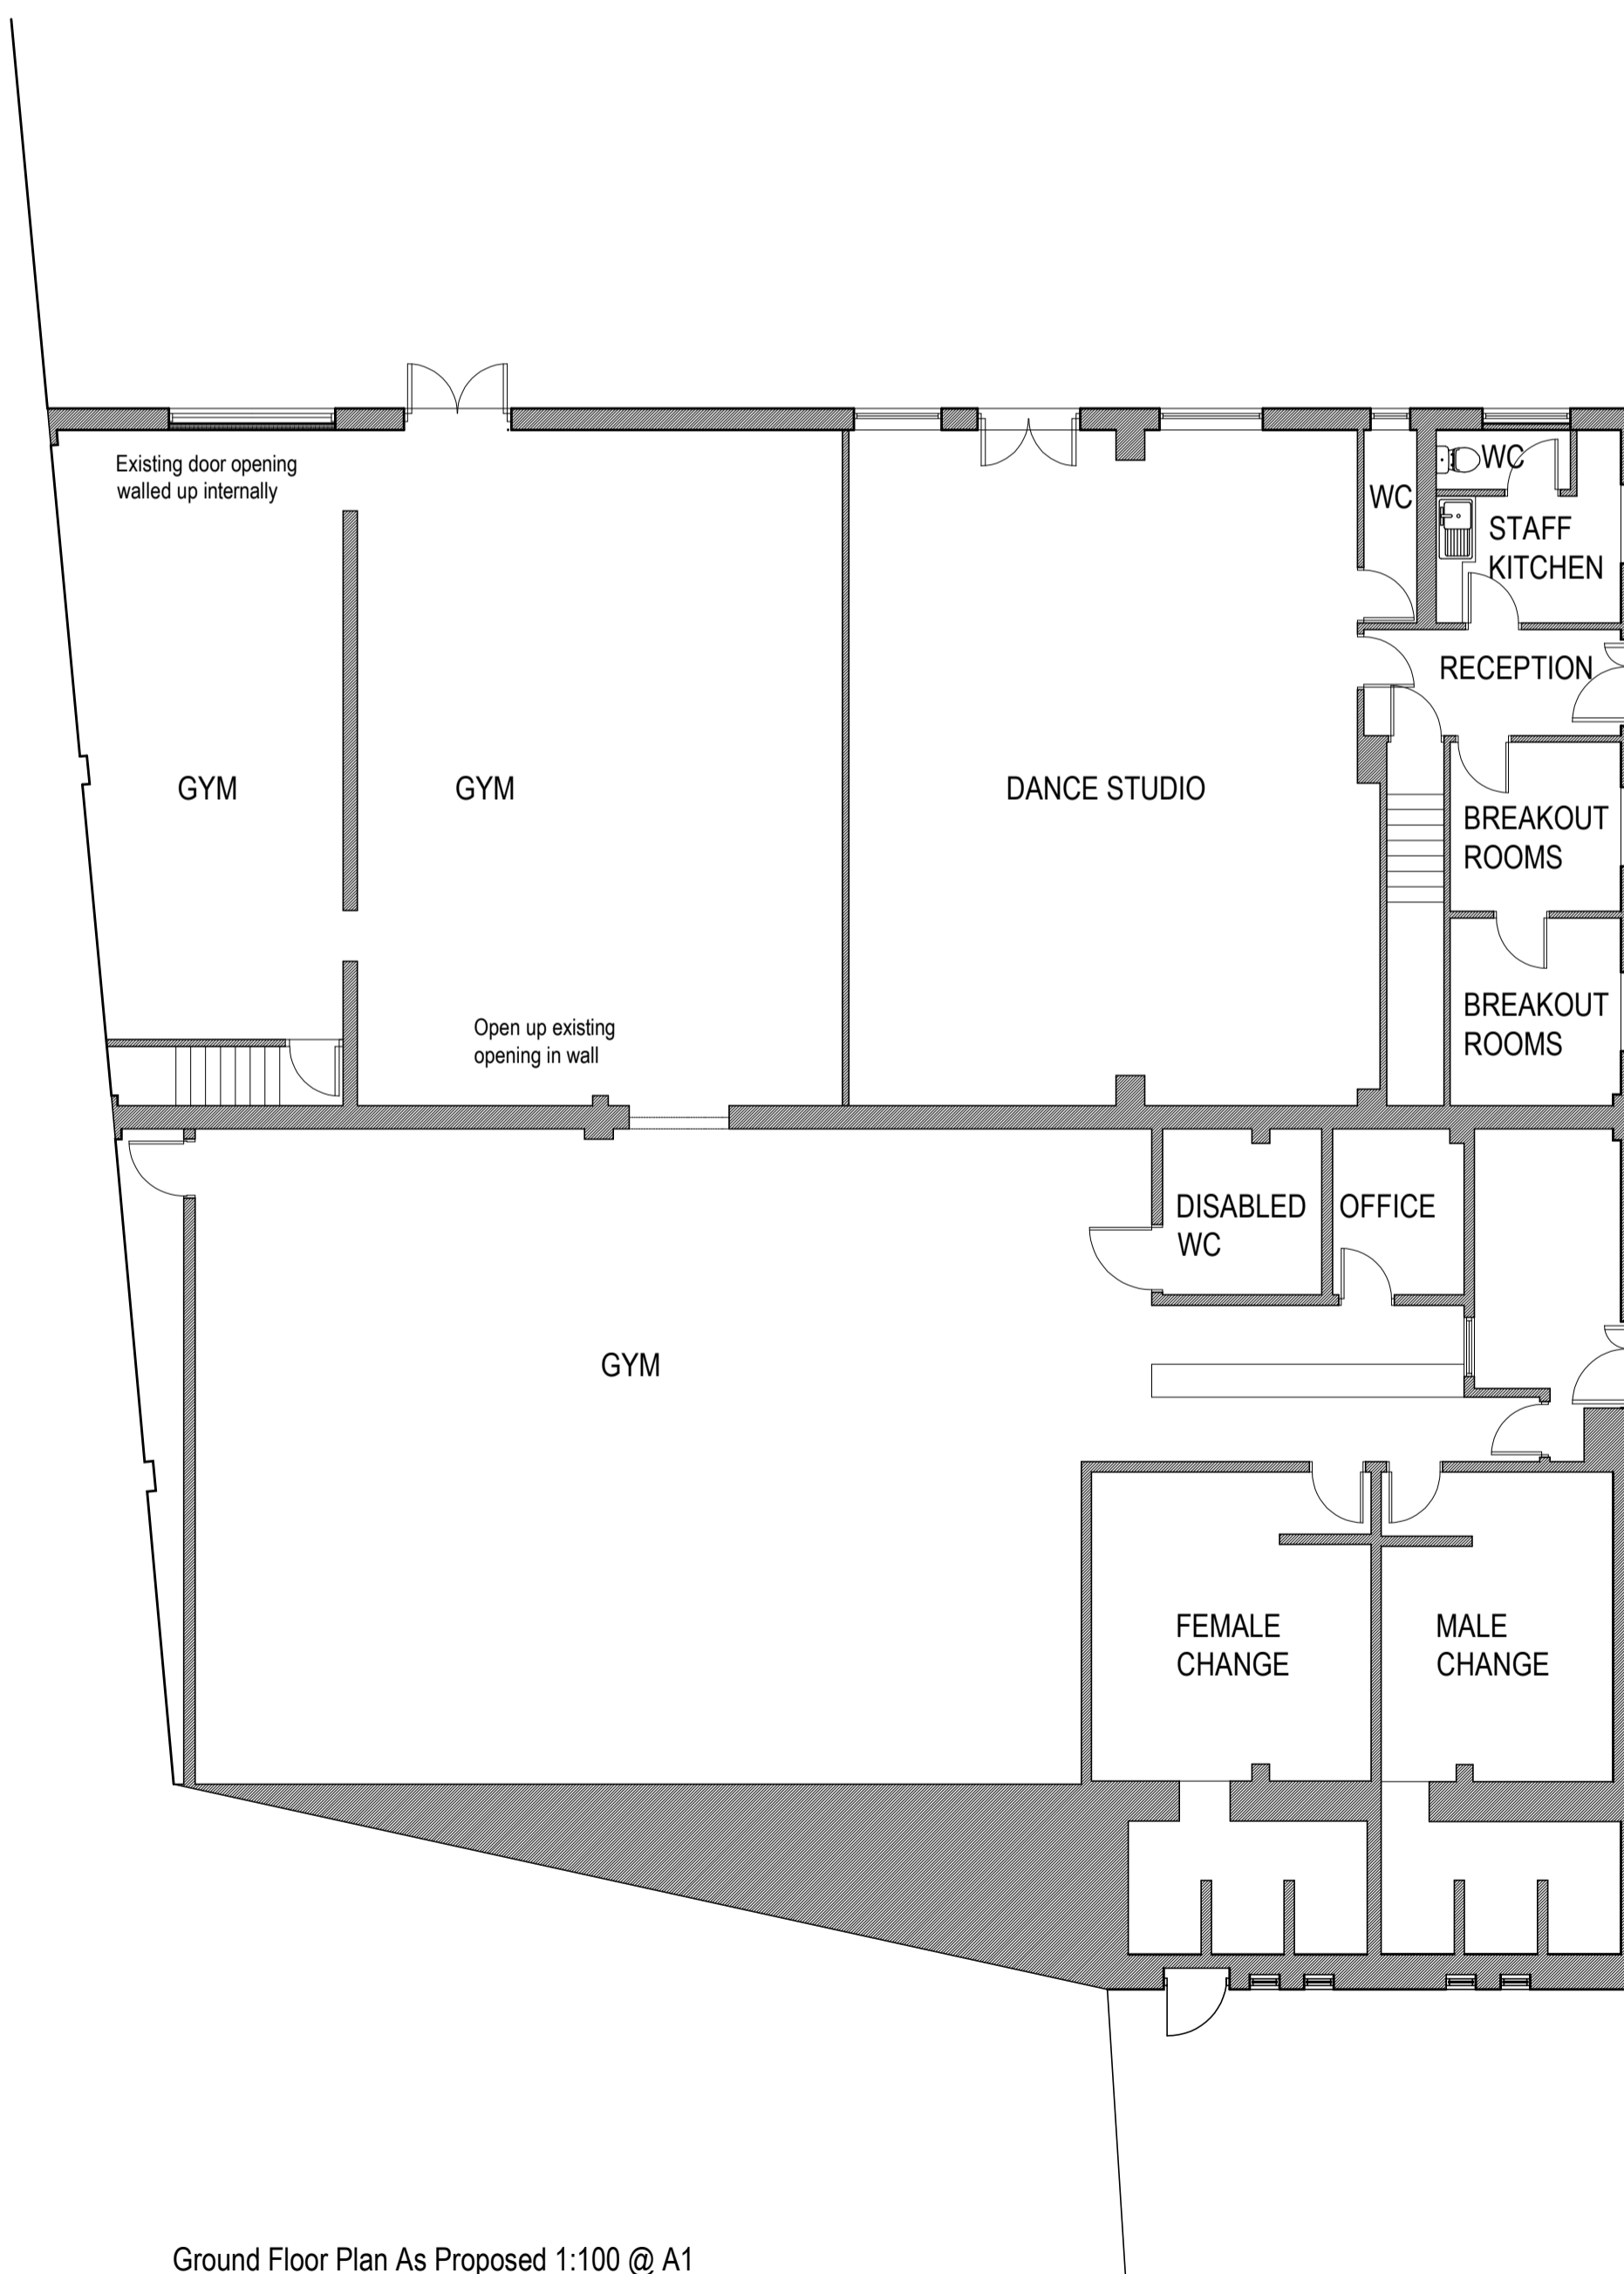 Existing door opening
walled up internally
WC
WC
STAFF
KITCHEN
RECEPTION
GYM
GYM
DANCE STUDIO
BREAKOUT
ROOMS
BREAKOUT
ROOMS
Open up existing
opening in wall
DISABLED
WC
OFFICE
GYM
FEMALE
CHANGE
MALE
CHANGE
Ground Floor Plan As Proposed 1:100 @ A1